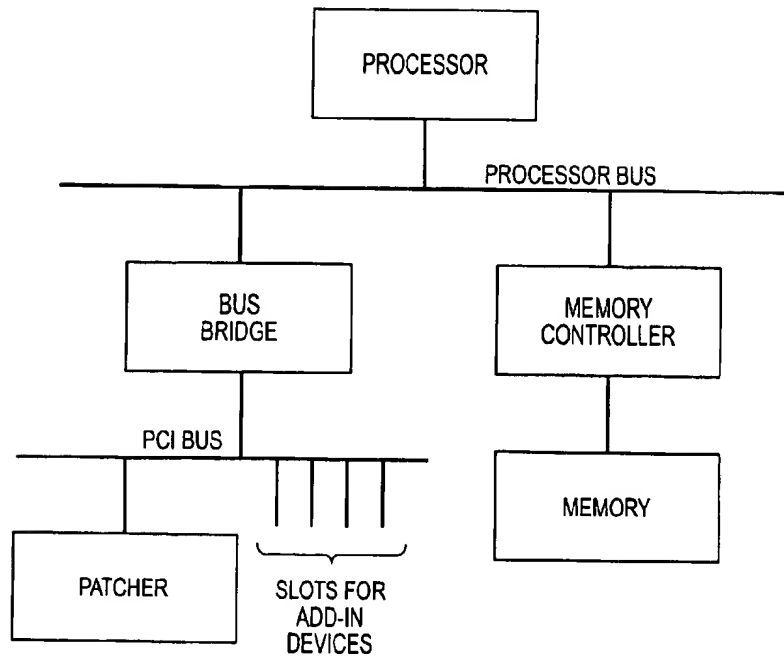 PROCESSOR
PROCESSOR BUS
BUS
BRIDGE
MEMORY
CONTROLLER
PCI BUS
MEMORY
PATCHER
SLOTS FOR
ADD-IN
DEVICES